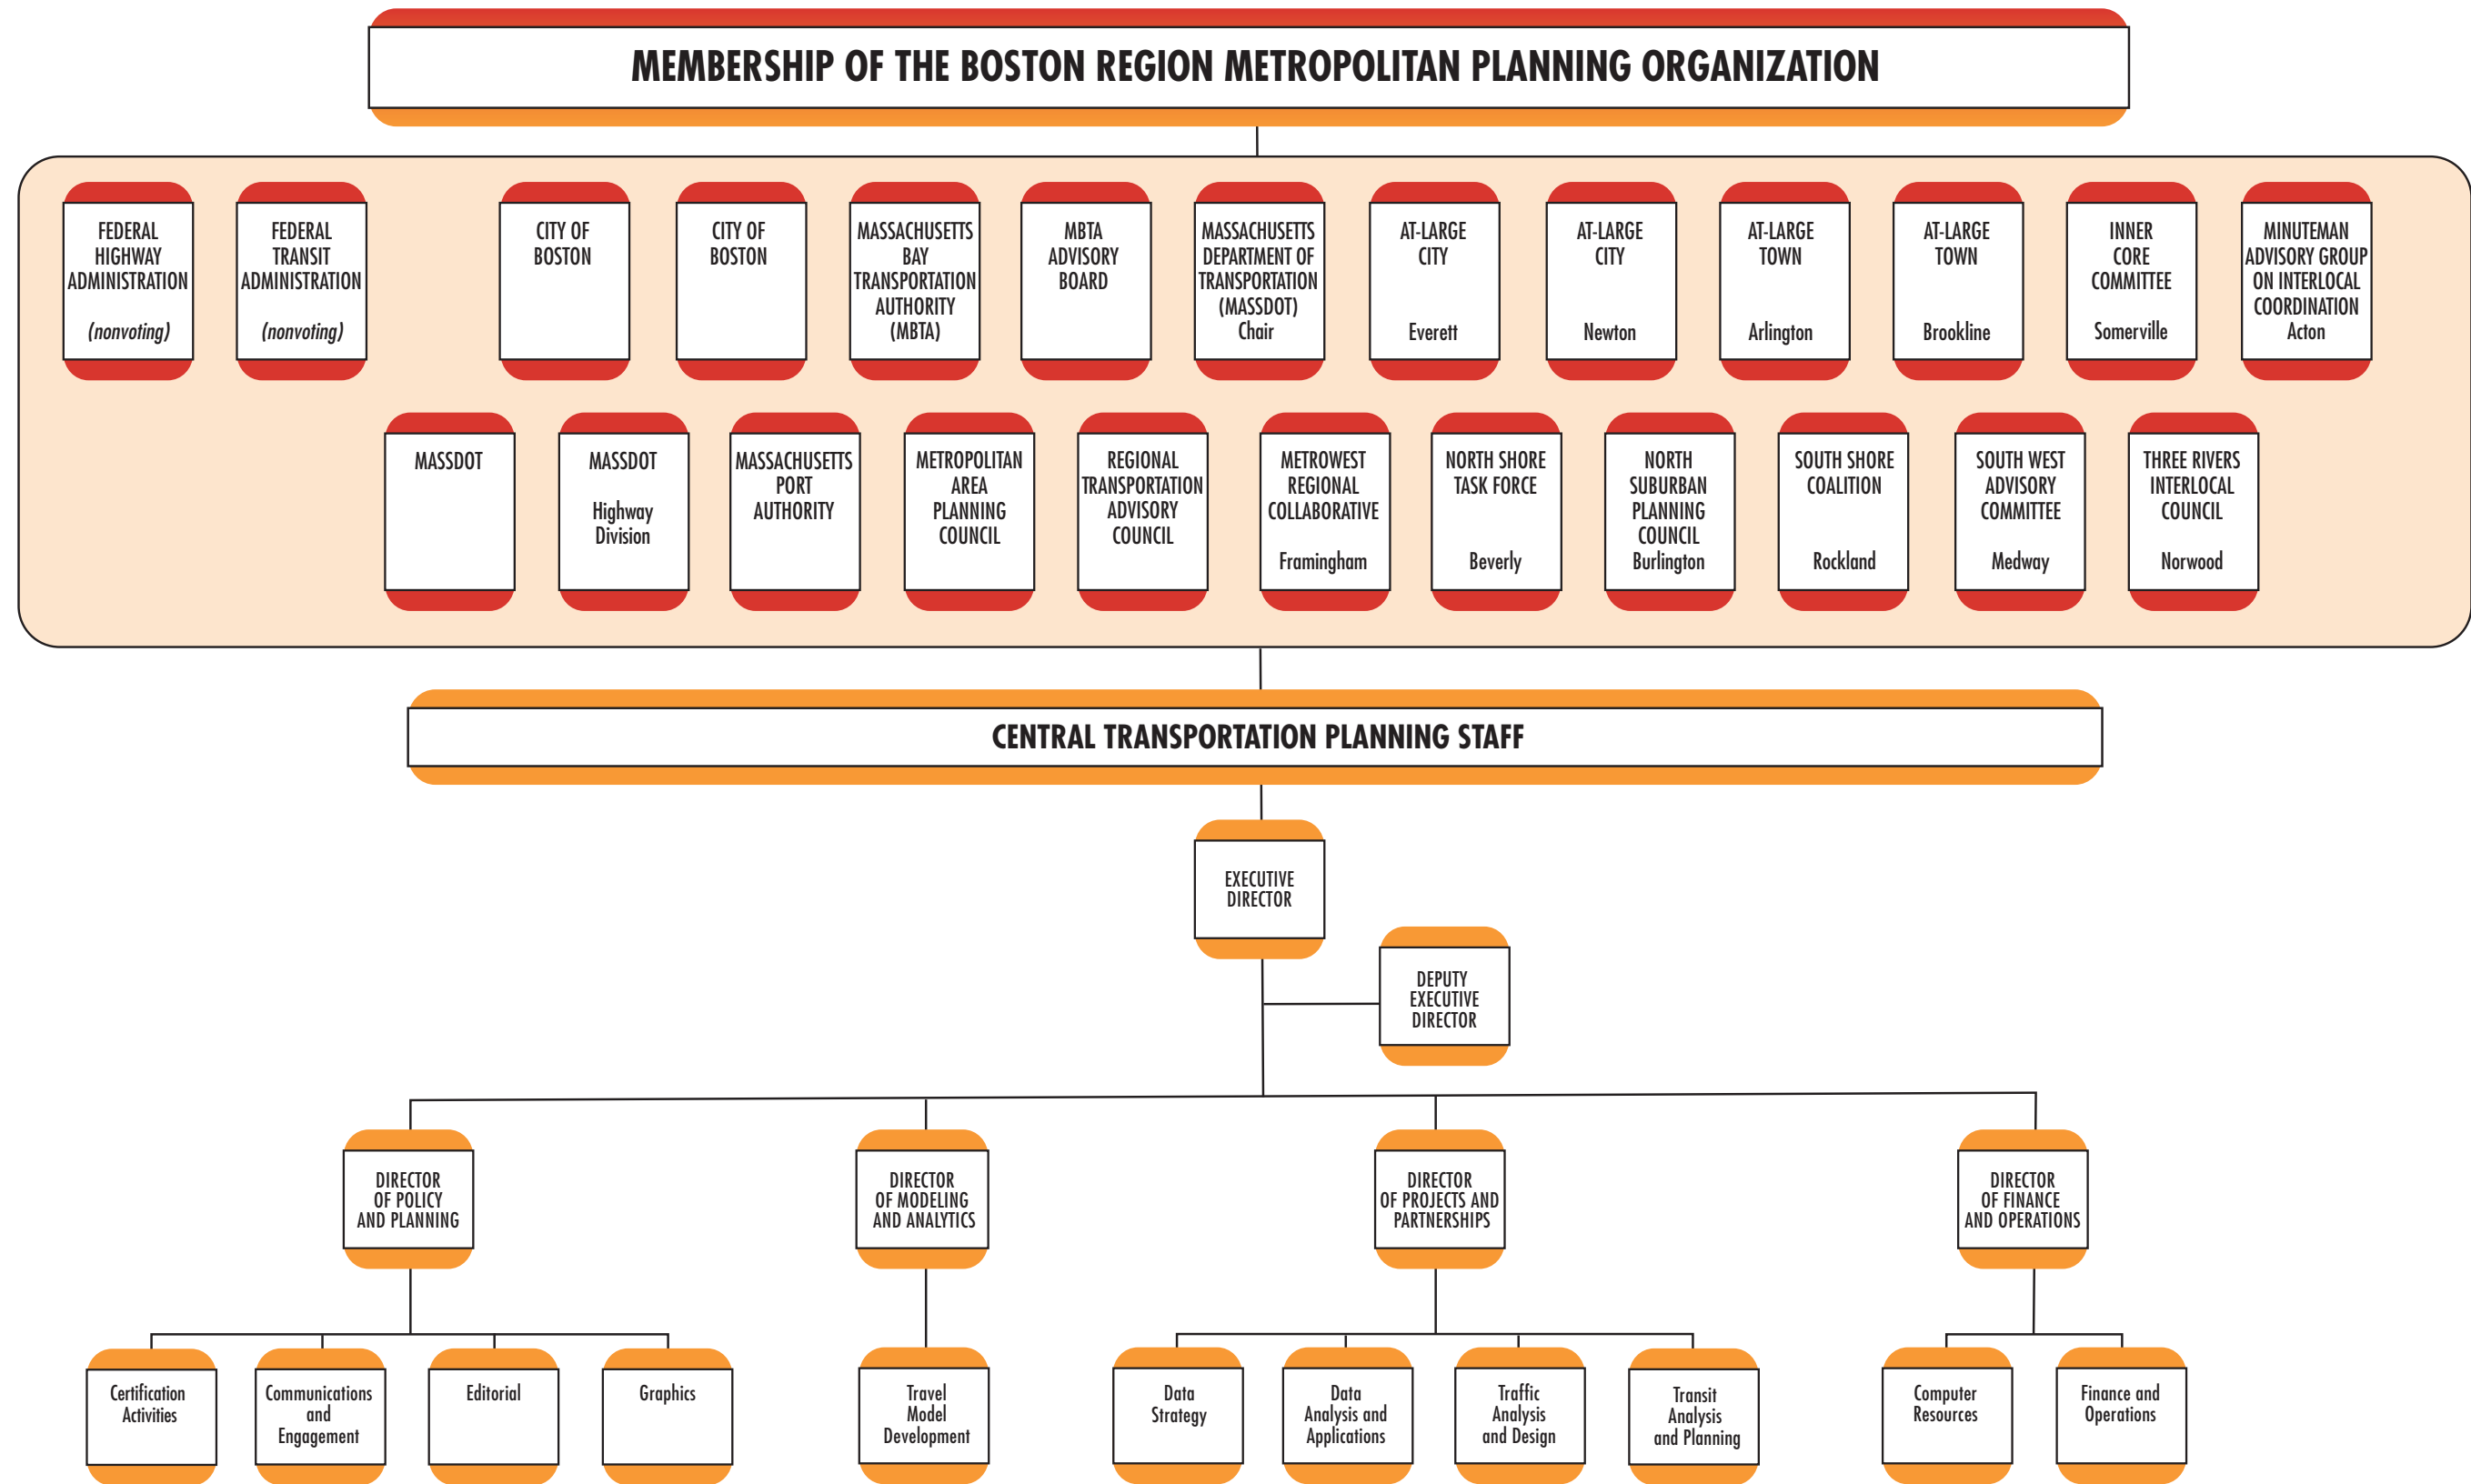 MEMBERSHIP OF THE BOSTON REGION METROPOLITAN PLANNING ORGANIZATION
FEDERAL
HIGHWAY
ADMINISTRATION
(nonvoting)
FEDERAL
TRANSIT
ADMINISTRATION
(nonvoting)
CITY OF
BOSTON
CITY OF
BOSTON
MASSACHUSETTS
BAY
TRANSPORTATION
AUTHORITY
(MBTA)
MBTA
ADVISORY
BOARD
MASSACHUSETTS
DEPARTMENT OF
TRANSPORTATION
(MASSDOT)
Chair
AT-LARGE
CITY
Everett
AT-LARGE
CITY
Newton
AT-LARGE
TOWN
Arlington
AT-LARGE
TOWN
Brookline
INNER
CORE
COMMITTEE
Somerville
MINUTEMAN
ADVISORY GROUP
ON INTERLOCAL
COORDINATION
Acton
MASSDOT
MASSDOT
Highway
Division
MASSACHUSETTS
PORT
AUTHORITY
METROPOLITAN
AREA
PLANNING
COUNCIL
REGIONAL
TRANSPORTATION
ADVISORY
COUNCIL
METROWEST
REGIONAL
COLLABORATIVE
Framingham
NORTH SHORE
TASK FORCE
Beverly
NORTH
SUBURBAN
PLANNING
COUNCIL
Burlington
SOUTH SHORE
COALITION
Rockland
SOUTH WEST
ADVISORY
COMMITTEE
Medway
THREE RIVERS
INTERLOCAL
COUNCIL
Norwood
CENTRAL TRANSPORTATION PLANNING STAFF
EXECUTIVE
DIRECTOR
DEPUTY
EXECUTIVE
DIRECTOR
DIRECTOR
OF POLICY
AND PLANNING
DIRECTOR
OF MODELING
AND ANALYTICS
DIRECTOR
OF PROJECTS AND
PARTNERSHIPS
DIRECTOR
OF FINANCE
AND OPERATIONS
Certification
Activities
Communications
and
Engagement
Editorial
Graphics
Travel
Model
Development
Data
Strategy
Data
Analysis and
Applications
Traffic
Analysis
and Design
Transit
Analysis
and Planning
Computer
Resources
Finance and
Operations